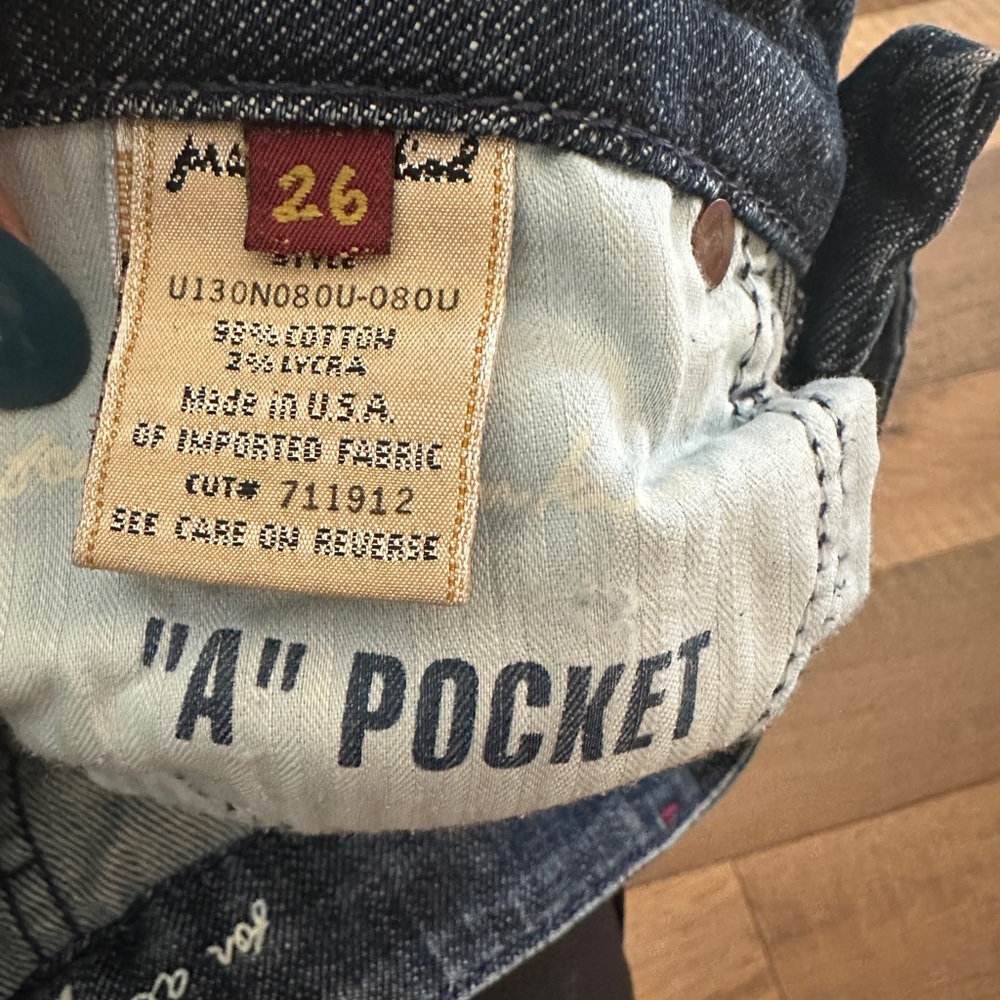 26
STYLE
U130N080U-080U
98% COTTON
2% LYCRA
Made in U.S.A.
OF IMPORTED FABRIC
CUT# 711912
SEE CARE ON REVERSE
"A" POCKET
for